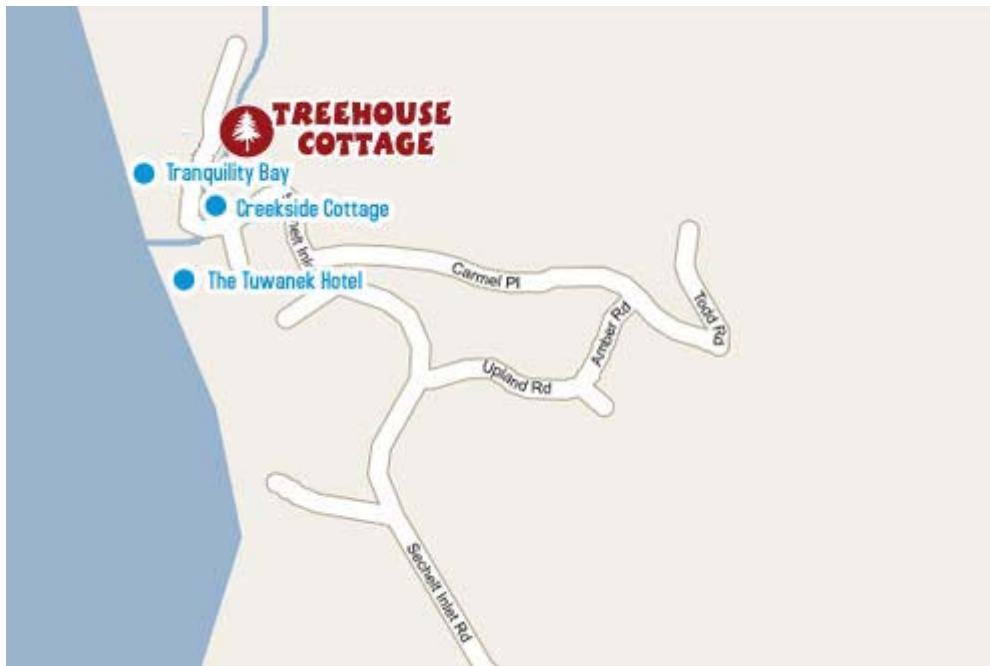 TREEHOUSE
COTTAGE
Tranquility Bay
Creekside Cottage
The Tuwanek Hotel
Carmel Pl
Todd Rd
Amber Rd
Upland Rd
Sechelt Inlet Rd